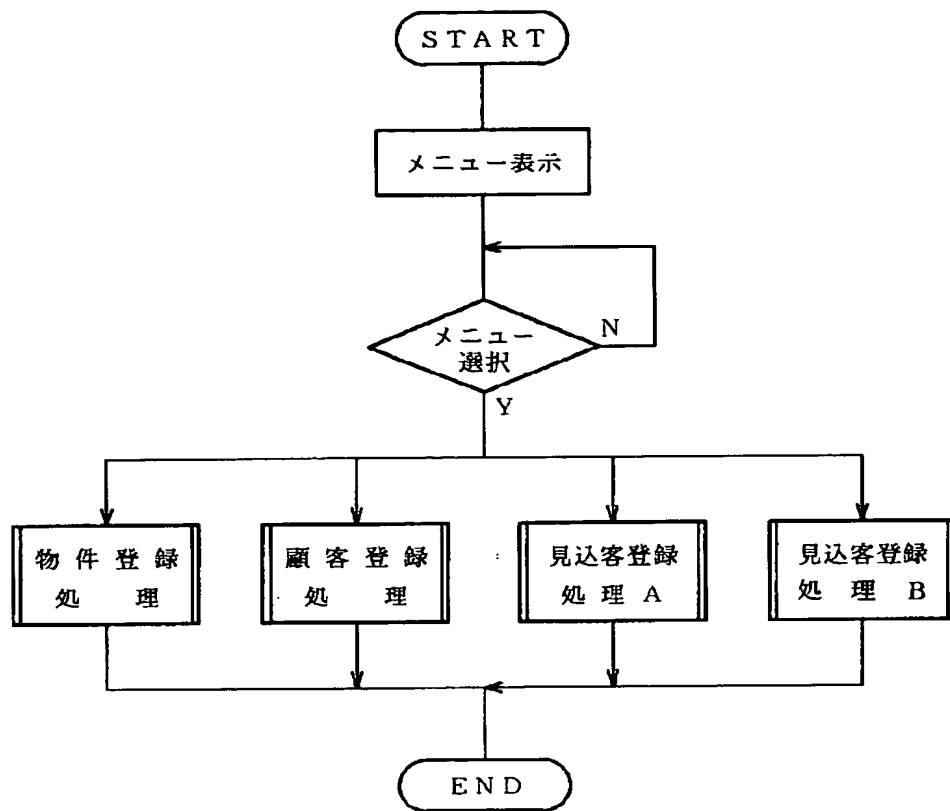 START
メニュー表示
メニュー
選択
N
Y
物件登録
処理
顧客登録
処理
見込客登録
処理A
見込客登録
処理B
END